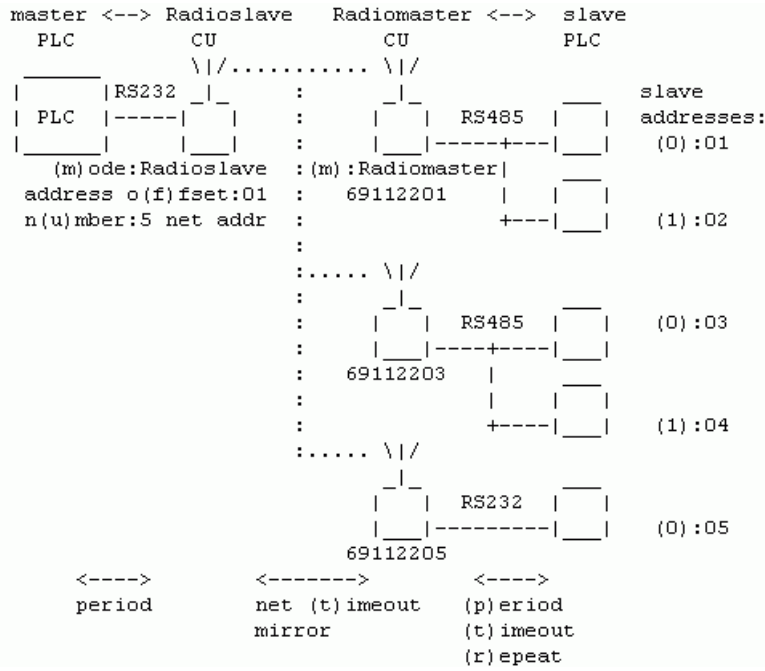 master <--> Radioslave Radiomaster <--> slave
PLC CU CU PLC
RS232 slave
PLC RS485 addresses:
(0):01
(m)ode:Radioslave :(m):Radiomaster
address o(f)fset:01 : 69112201
n(u)mber:5 net addr : (1):02
RS485 (0):03
69112203
(1):04
RS232
(0):05
69112205
<----> <-------> <---->
period net (t)imeout (p)eriod
mirror (t)imeout
(r)epeat